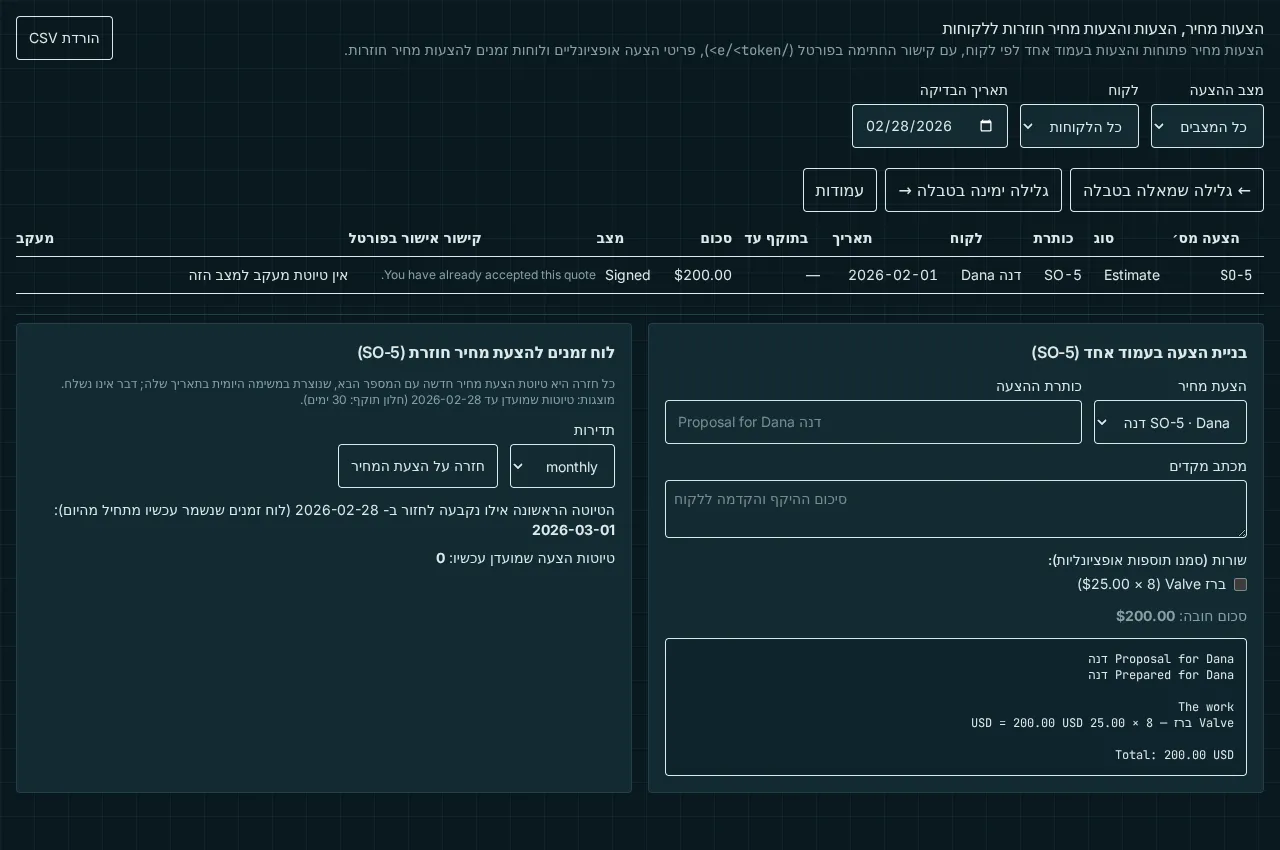 הצעות מחיר, הצעות והצעות מחיר חוזרות ללקוחות
הצעות מחיר פתוחות והצעות בעמוד אחד לפי לקוח, עם קישור החתימה בפורטל (/e/<token>), פריטי הצעה אופציונליים ולוחות זמנים להצעות מחיר חוזרות.
הורדת CSV
מצב ההצעה
לקוח
תאריך הבדיקה
כל המצבים
כל הלקוחות
02/28/2026
← גלילה שמאלה בטבלה
גלילה ימינה בטבלה →
עמודות
הצעה מס׳ סוג כותרת לקוח תאריך בתוקף עד סכום מצב קישור אישור בפורטל מעקב
SO-5 Estimate SO-5 דנה Dana 2026-02-01 — $200.00 Signed You have already accepted this quote. אין טיוטת מעקב למצב הזה
בניית הצעה בעמוד אחד (SO-5)
הצעת מחיר
כותרת ההצעה
SO-5 · Dana דנה
Proposal for Dana דנה
מכתב מקדים
סיכום ההיקף והקדמה ללקוח
שורות (סמנו תוספות אופציונליות):
ברז Valve (8 × $25.00)
סכום חובה: $200.00
Proposal for Dana דנה
Prepared for Dana דנה
The work
Valve ברז — 8 × 25.00 USD = 200.00 USD
Total: 200.00 USD
לוח זמנים להצעת מחיר חוזרת (SO-5)
כל חזרה היא טיוטת הצעת מחיר חדשה עם המספר הבא, שנוצרת במשימה היומית בתאריך שלה; דבר אינו נשלח.
מוצגות: טיוטות שמועדן עד 2026-02-28 (חלון תוקף: 30 ימים).
תדירות
monthly
חזרה על הצעת המחיר
הטיוטה הראשונה אילו נקבעה לחזור ב- 2026-02-28 (לוח זמנים שנשמר עכשיו מתחיל מהיום):
2026-03-01
טיוטות הצעה שמועדן עכשיו: 0